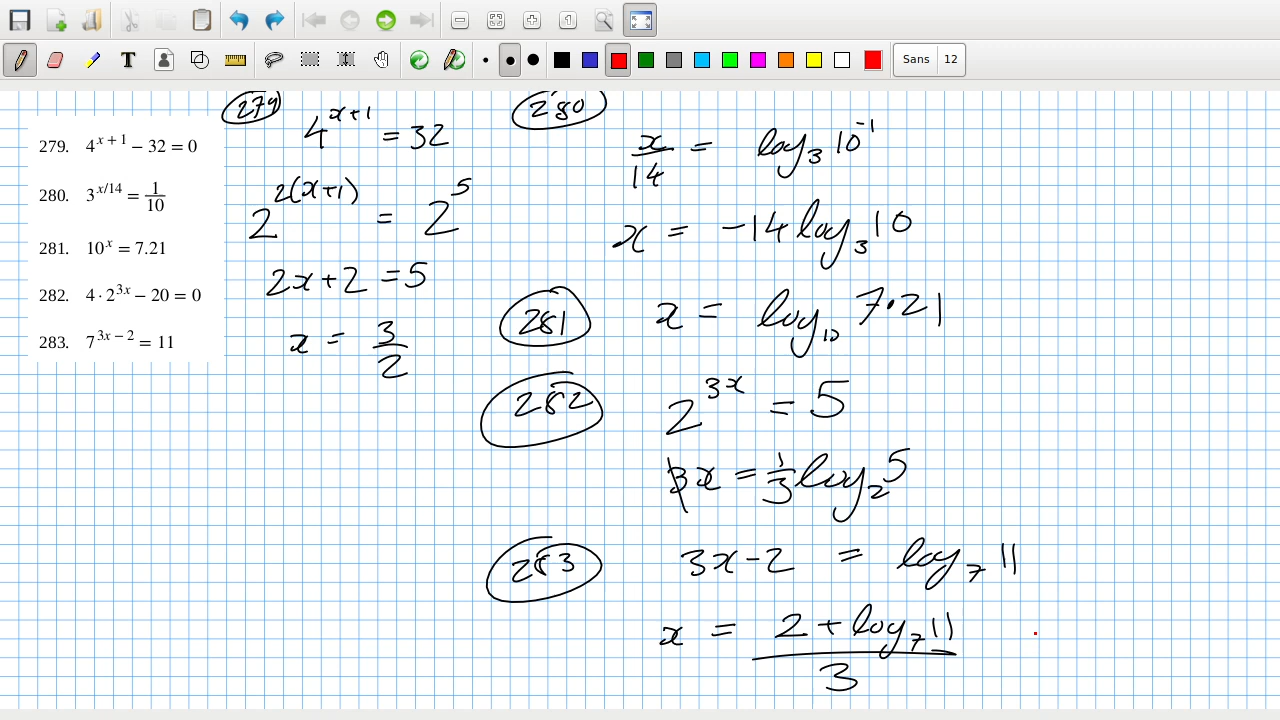 Sans 12
279. 4^{x + 1} − 32 = 0
280. 3^{x/14} = 1/10
281. 10^x = 7.21
282. 4 · 2^{3x} − 20 = 0
283. 7^{3x − 2} = 11
279
4^{x+1} = 32
2^{2(x+1)} = 2^5
2x+2 = 5
x = 3/2
280
x/14 = log_3 10^{-1}
x = -14 log_3 10
281
x = log_{10} 7·21
282
2^{3x} = 5
3x = 1/3 log_2 5
283
3x-2 = log_7 11
x = (2 + log_7 11)/3